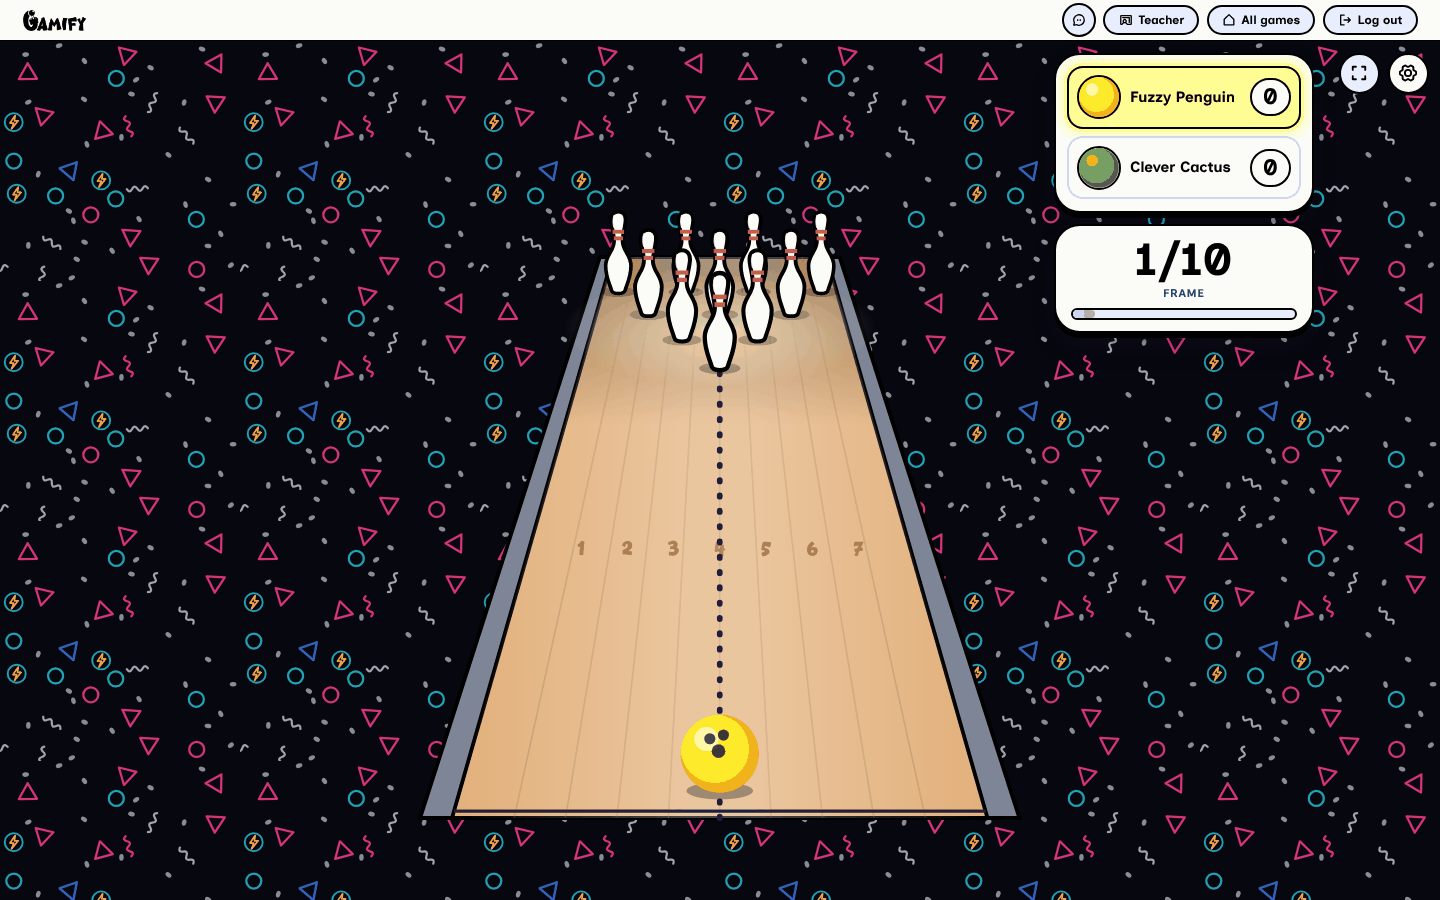 GAMIFY
Teacher
All games
Log out
Fuzzy Penguin 0
Clever Cactus 0
1/10
FRAME
1 2 3 4 5 6 7